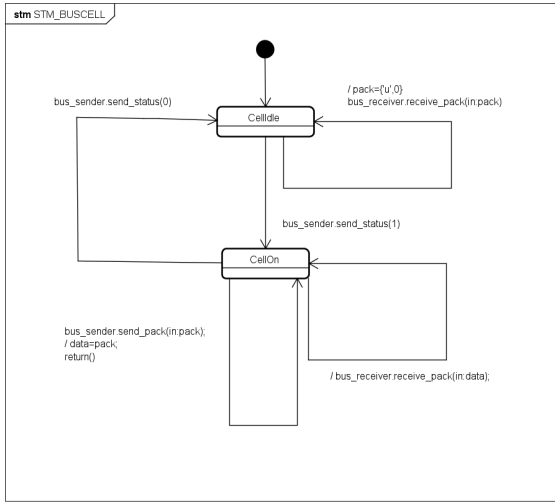 stm STM_BUSCELL
/ pack={'u',0}
bus_receiver.receive_pack(in:pack)
bus_sender.send_status(0)
CellIdle
bus_sender.send_status(1)
CellOn
bus_sender.send_pack(in:pack);
/ data=pack;
return()
/ bus_receiver.receive_pack(in:data);